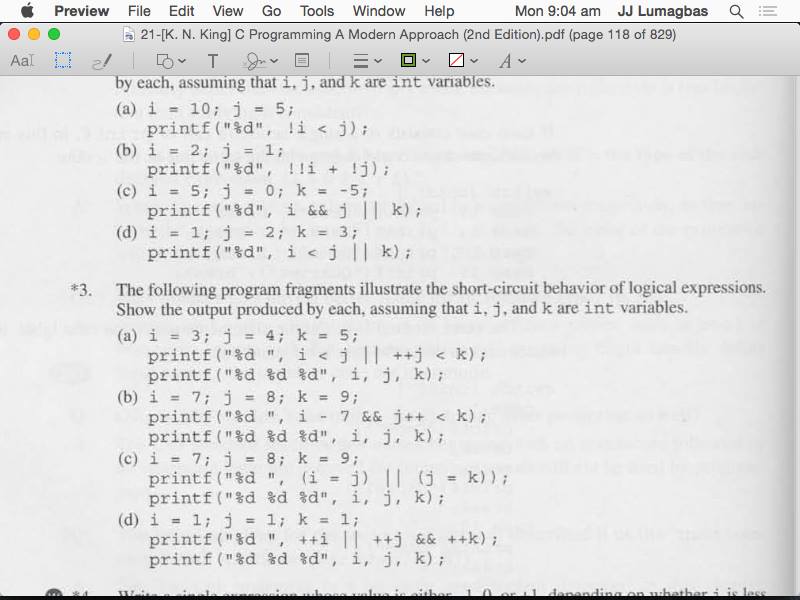 Preview File Edit View Go Tools Window Help Mon 9:04 am JJ Lumagbas
21-[K. N. King] C Programming A Modern Approach (2nd Edition).pdf (page 118 of 829)
by each, assuming that i, j, and k are int variables.
(a) i = 10; j = 5;
printf("%d", !i < j);
(b) i = 2; j = 1;
printf("%d", !!i + !j);
(c) i = 5; j = 0; k = -5;
printf("%d", i && j || k);
(d) i = 1; j = 2; k = 3;
printf("%d", i < j || k);
*3. The following program fragments illustrate the short-circuit behavior of logical expressions.
Show the output produced by each, assuming that i, j, and k are int variables.
(a) i = 3; j = 4; k = 5;
printf("%d ", i < j || ++j < k);
printf("%d %d %d", i, j, k);
(b) i = 7; j = 8; k = 9;
printf("%d ", i - 7 && j++ < k);
printf("%d %d %d", i, j, k);
(c) i = 7; j = 8; k = 9;
printf("%d ", (i = j) || (j = k));
printf("%d %d %d", i, j, k);
(d) i = 1; j = 1; k = 1;
printf("%d ", ++i || ++j && ++k);
printf("%d %d %d", i, j, k);
*4. Write a single expression whose value is either -1, 0, or +1, depending on whether i is less